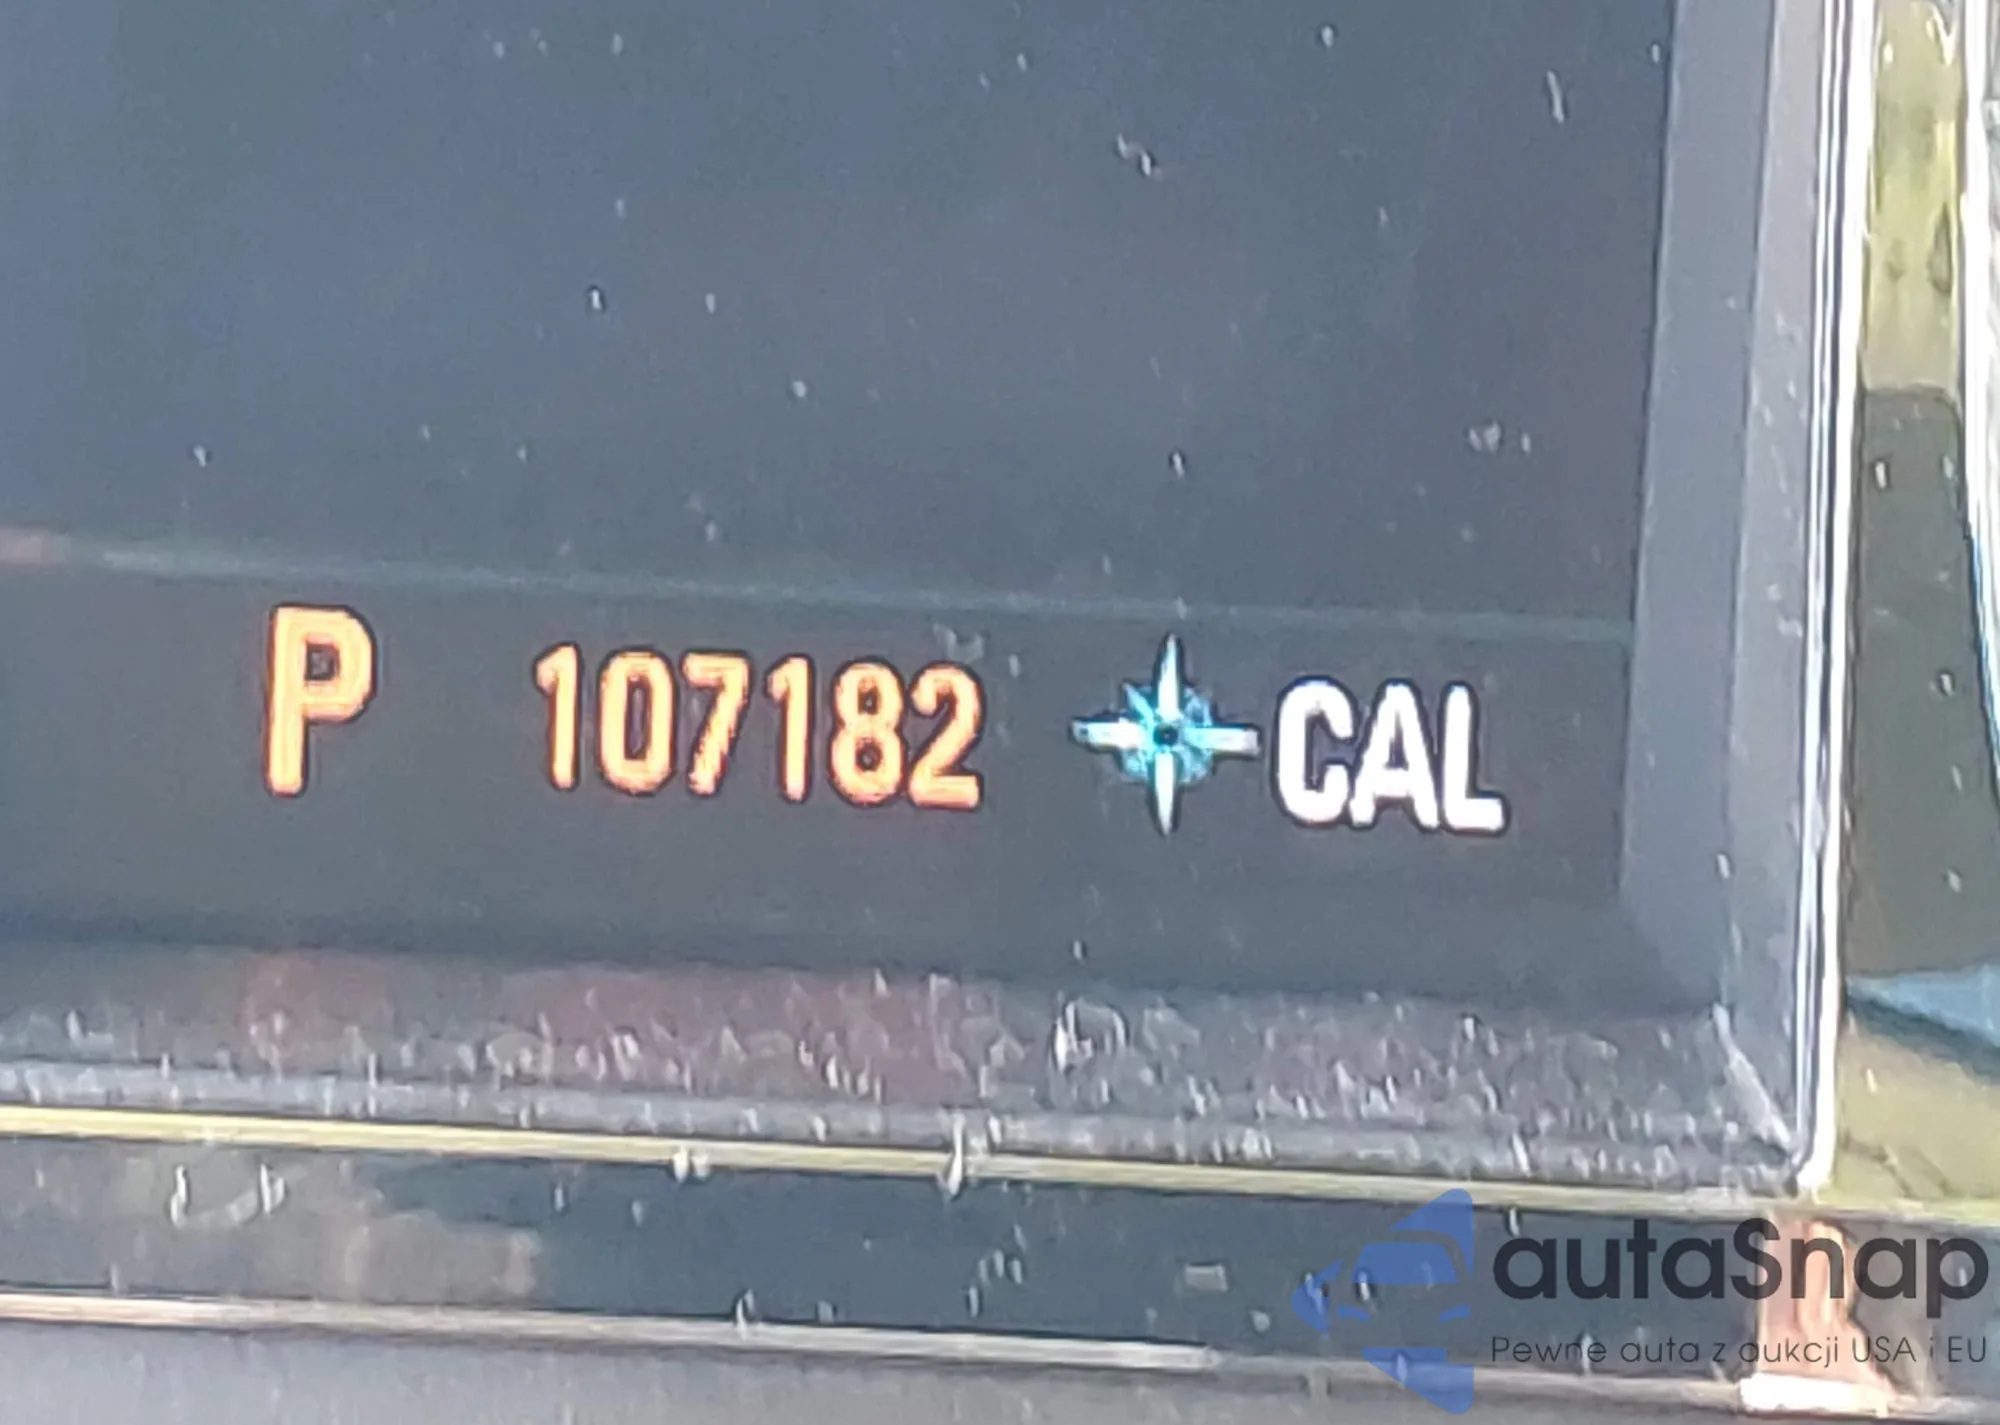 P 107182 CAL
autaSnap
Pewne auta z aukcji USA i EU